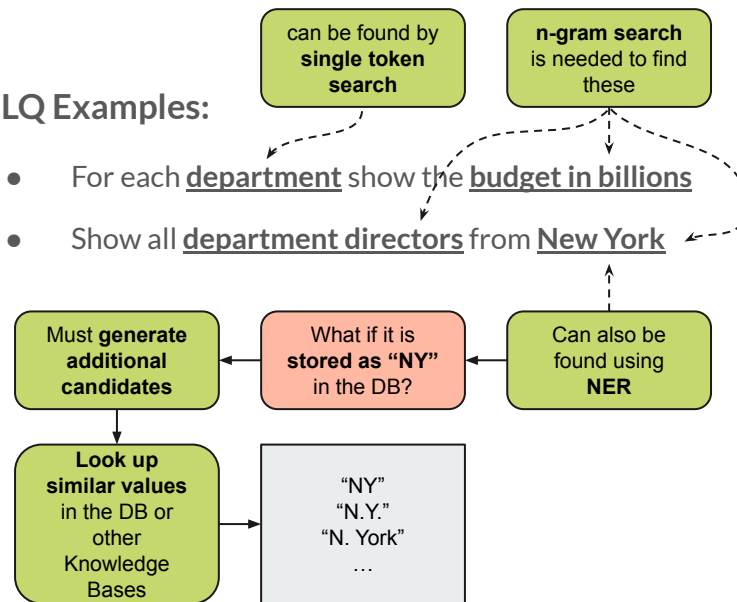 can be found by
single token
search
n-gram search
is needed to find
these
LQ Examples:
● For each department show the budget in billions
● Show all department directors from New York
Must generate
additional
candidates
What if it is
stored as “NY”
in the DB?
Can also be
found using
NER
Look up
similar values
in the DB or
other
Knowledge
Bases
“NY”
“N.Y.”
“N. York”
…